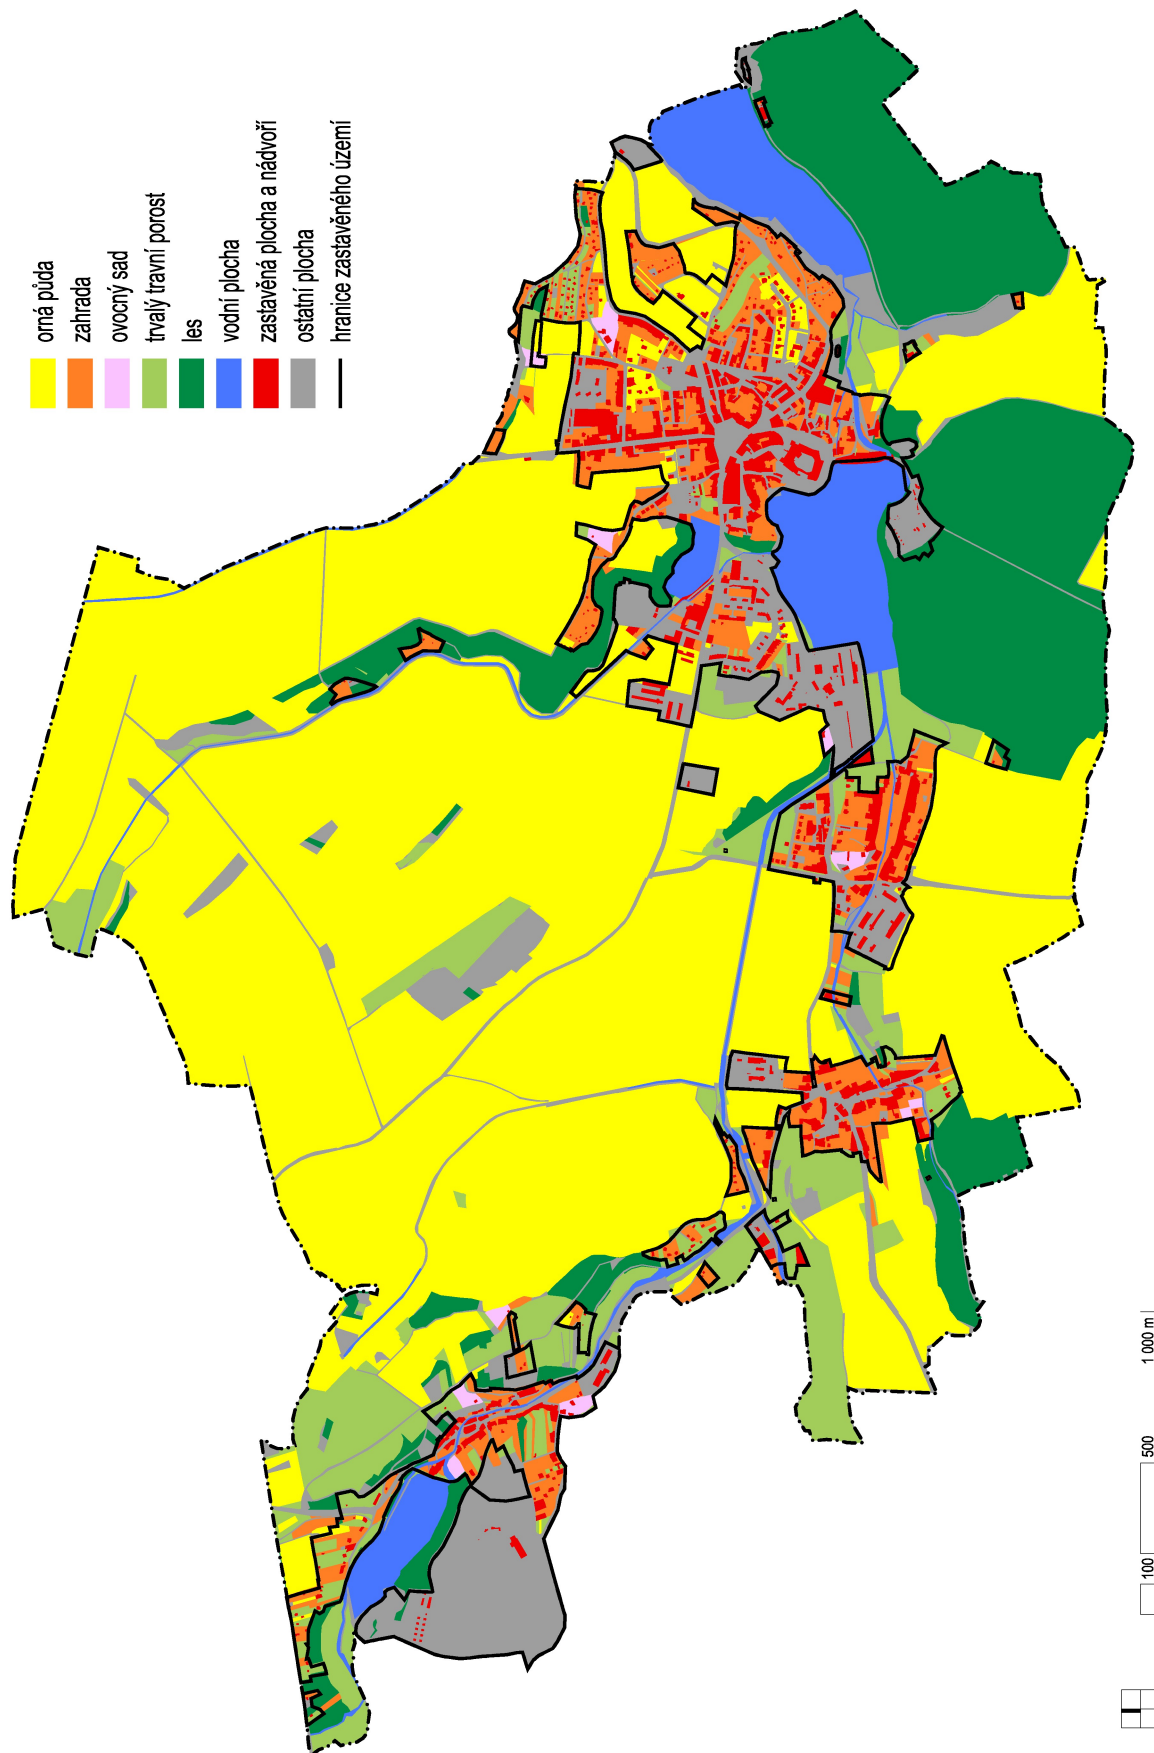 orná půda
zahrada
ovocný sad
trvalý travní porost
les
vodní plocha
zastavěná plocha a nádvoří
ostatní plocha
hranice zastavěného území
100
500
1 000 m